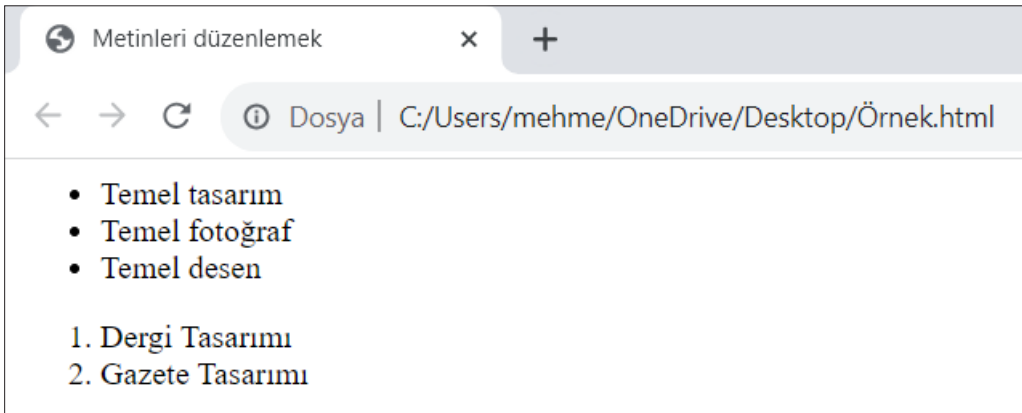 Metinleri düzenlemek
Dosya C:/Users/mehme/OneDrive/Desktop/Örnek.html
• Temel tasarım
• Temel fotoğraf
• Temel desen
1. Dergi Tasarımı
2. Gazete Tasarımı